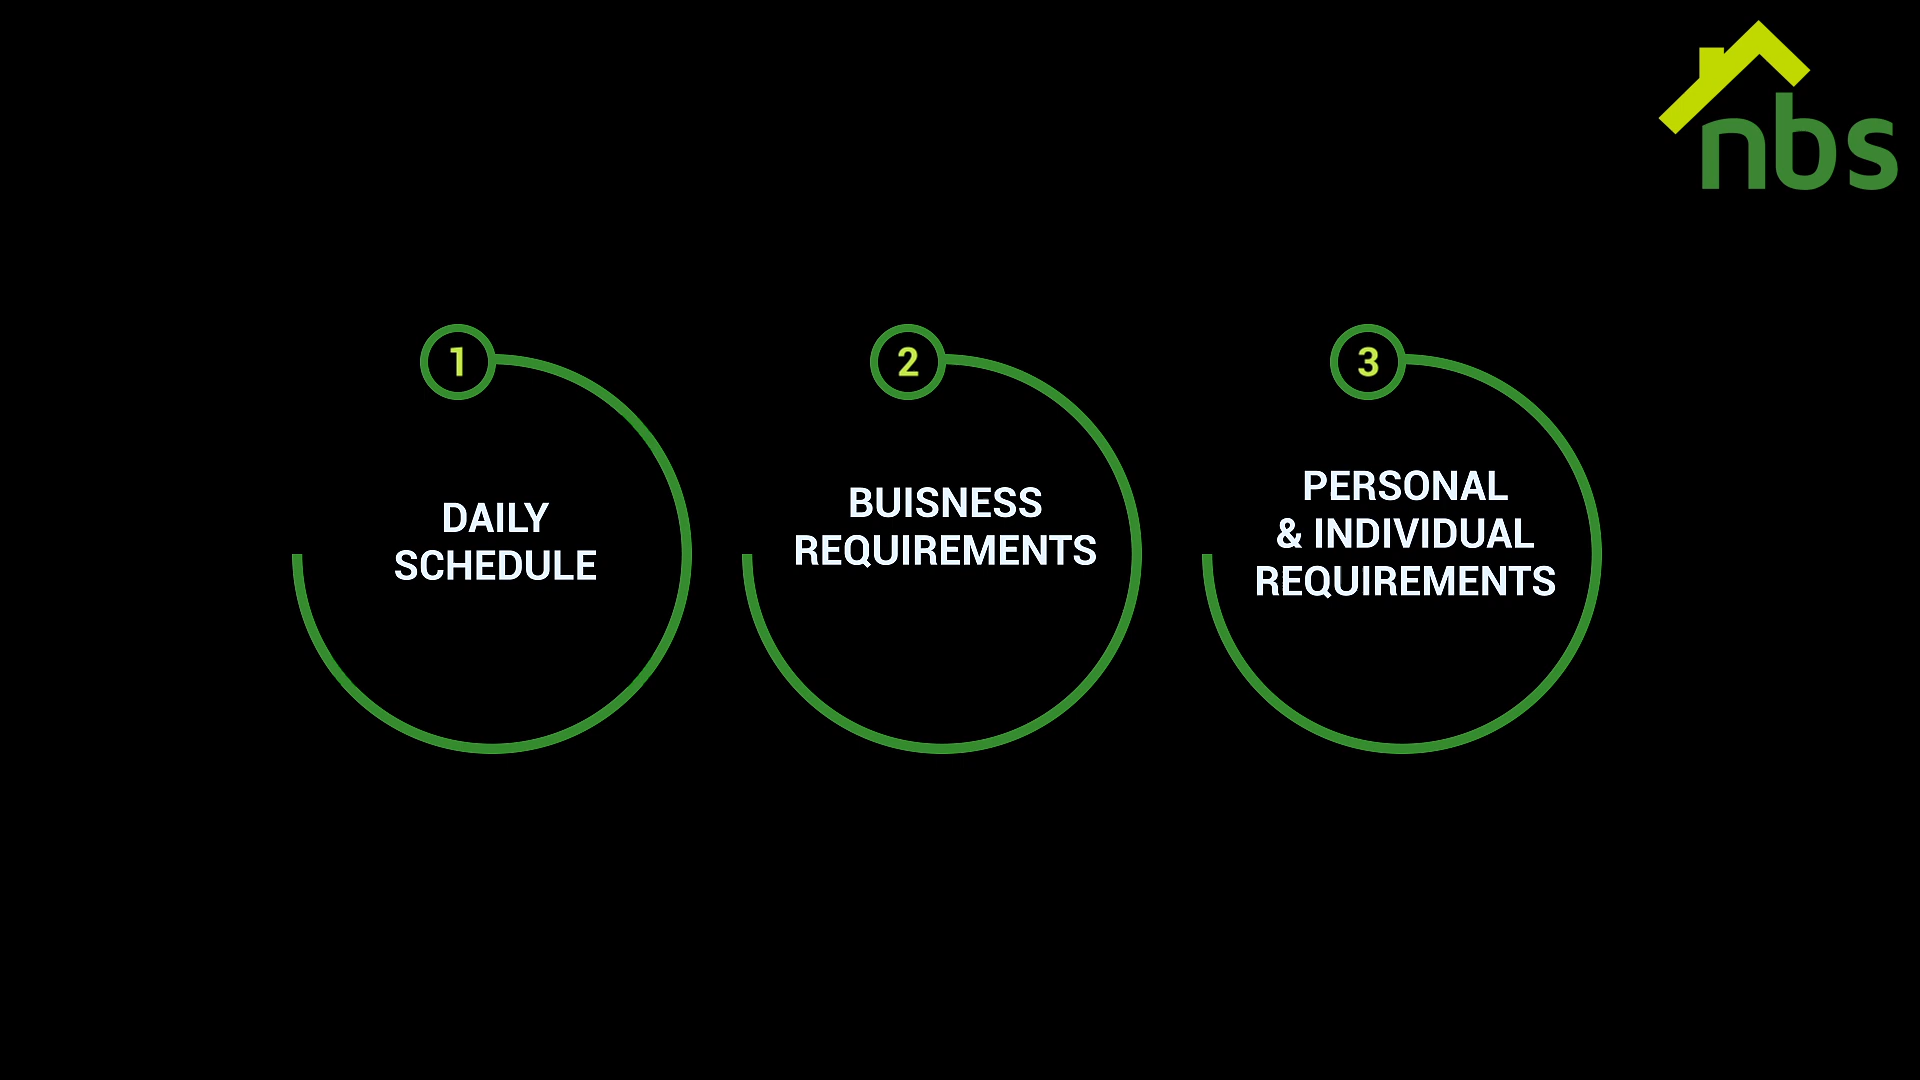 nbs
1
DAILY
SCHEDULE
2
BUISNESS
REQUIREMENTS
3
PERSONAL
& INDIVIDUAL
REQUIREMENTS